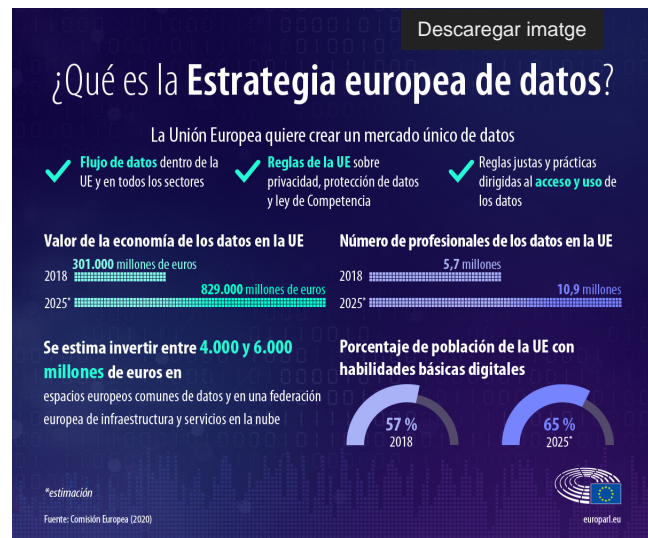 Descaregar imatge
¿Qué es la Estrategia europea de datos?
La Unión Europea quiere crear un mercado único de datos
Flujo de datos dentro de la
UE y en todos los sectores
Reglas de la UE sobre
privacidad, protección de datos
y ley de Competencia
Reglas justas y prácticas
dirigidas al acceso y uso de
los datos
Valor de la economía de los datos en la UE
301.000 millones de euros
2018
829.000 millones de euros
2025*
Número de profesionales de los datos en la UE
5,7 millones
2018
10,9 millones
2025*
Se estima invertir entre 4.000 y 6.000
millones de euros en
espacios europeos comunes de datos y en una federación
europea de infraestructura y servicios en la nube
Porcentaje de población de la UE con
habilidades básicas digitales
57 %
2018
65 %
2025*
*estimación
Fuente: Comisión Europea (2020)
europarl.eu